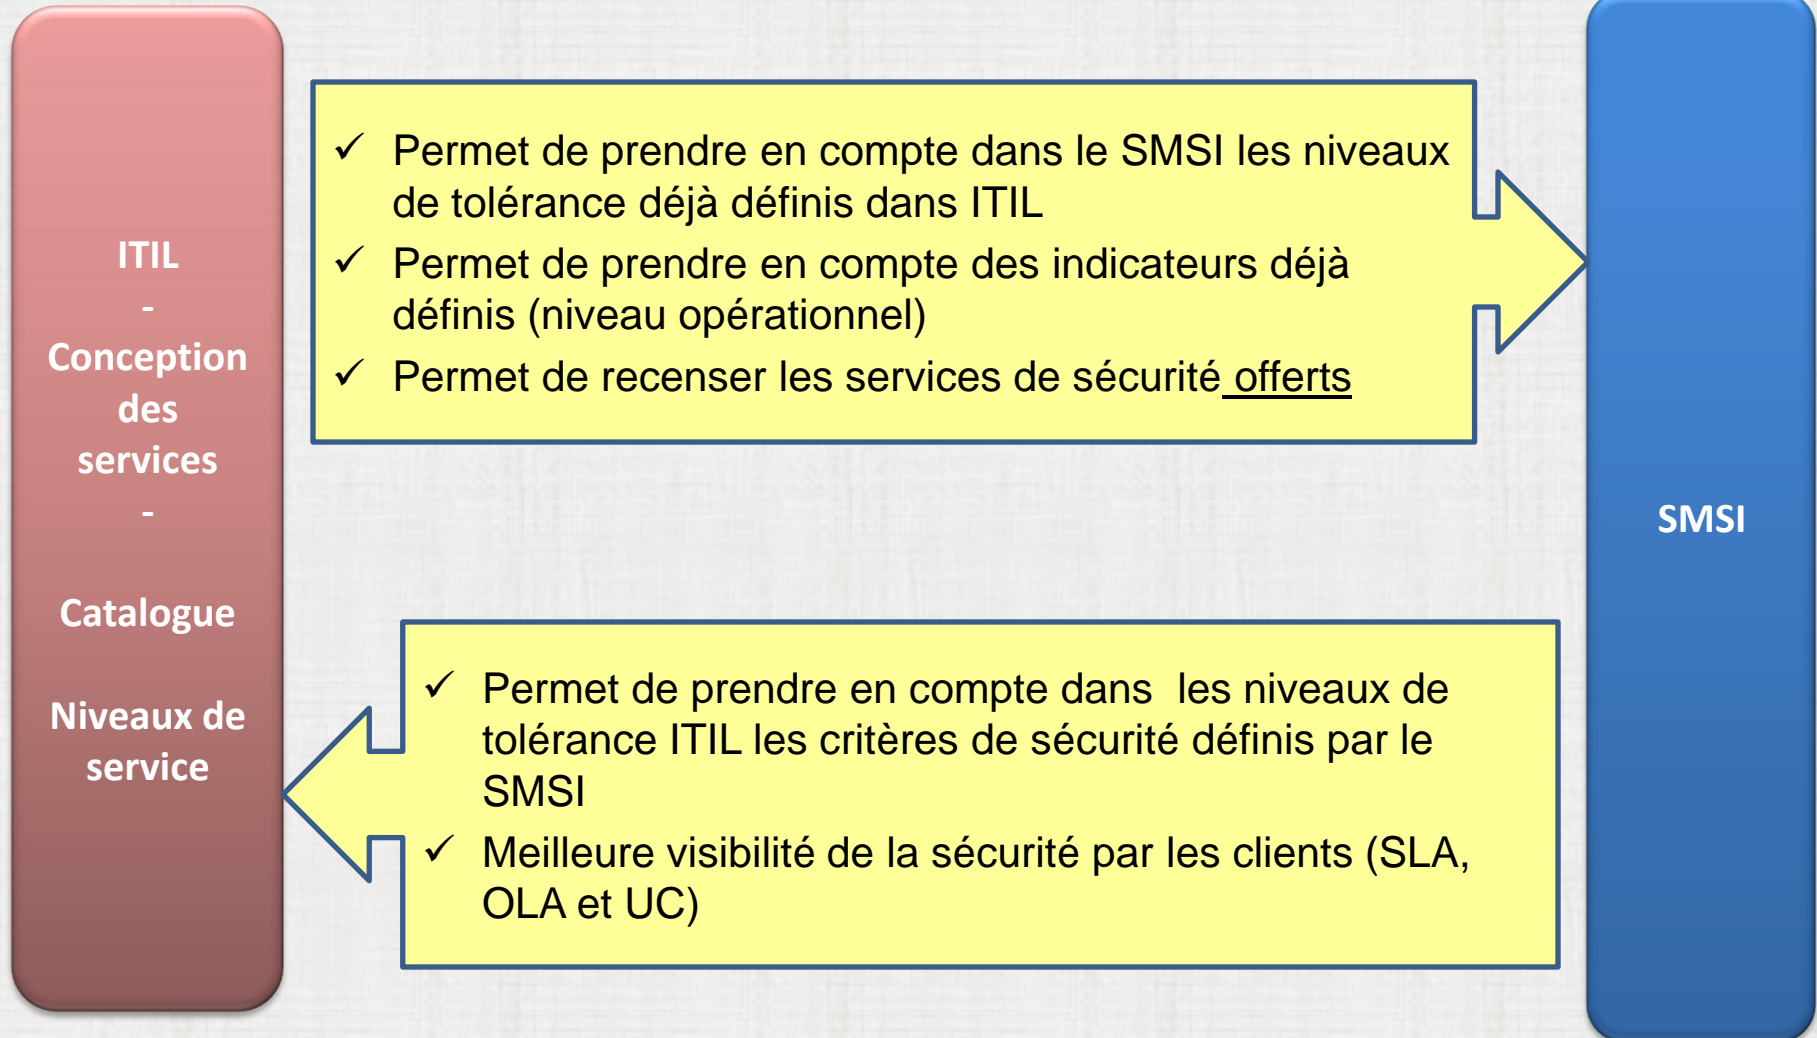 ITIL
-
Conception
des
services
-
Catalogue
Niveaux de
service
✓ Permet de prendre en compte dans le SMSI les niveaux
de tolérance déjà définis dans ITIL
✓ Permet de prendre en compte des indicateurs déjà
définis (niveau opérationnel)
✓ Permet de recenser les services de sécurité offerts
✓ Permet de prendre en compte dans  les niveaux de
tolérance ITIL les critères de sécurité définis par le
SMSI
✓ Meilleure visibilité de la sécurité par les clients (SLA,
OLA et UC)
SMSI